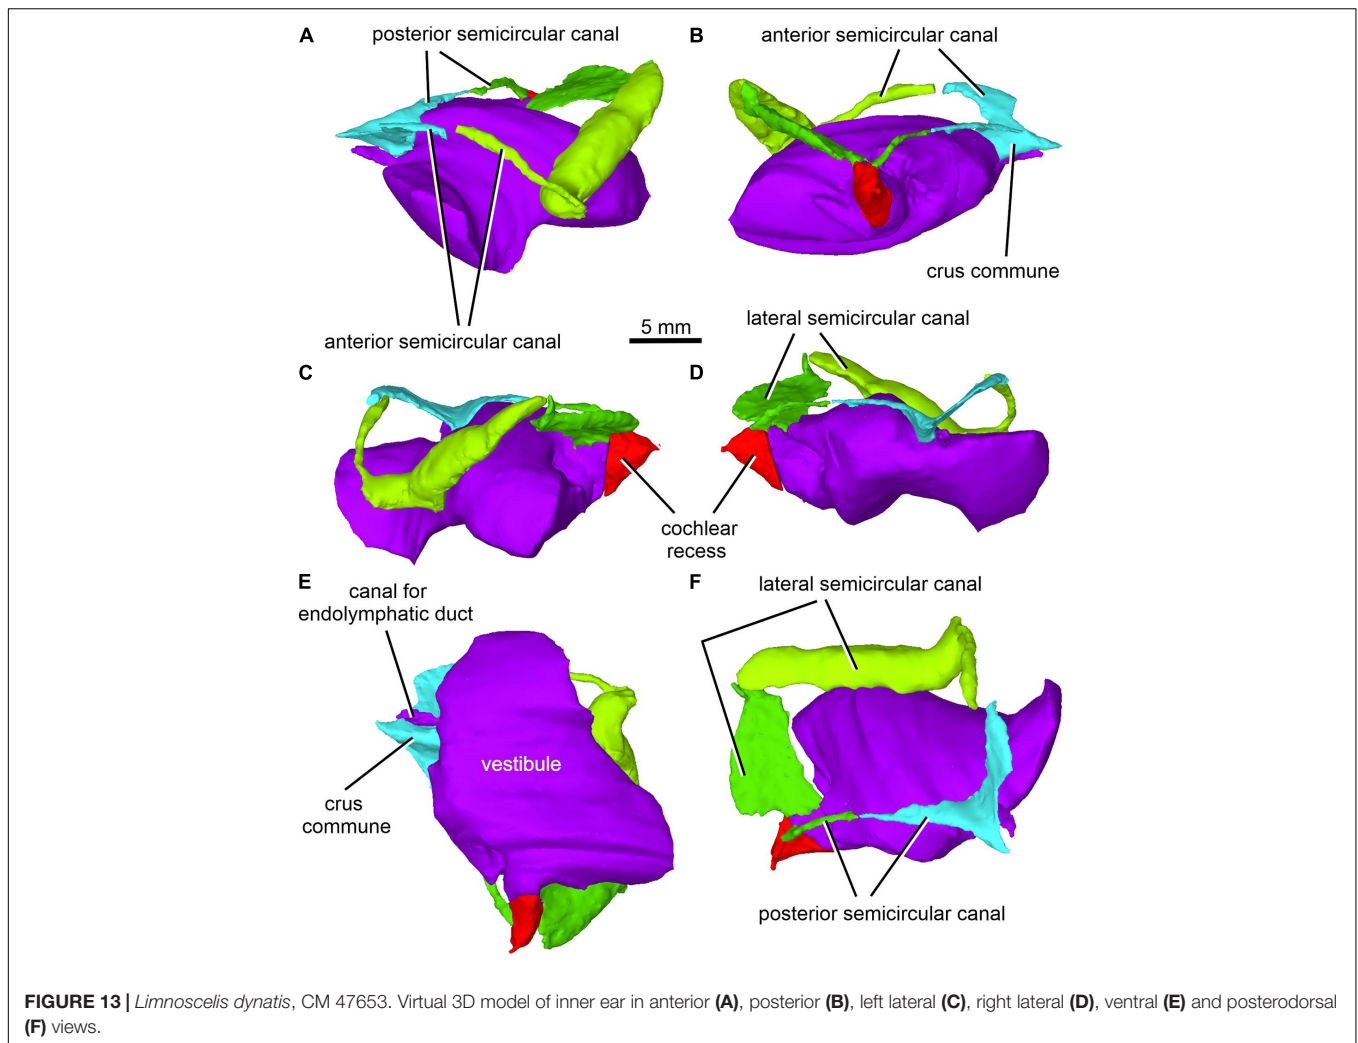 A
posterior semicircular canal
B
anterior semicircular canal
crus commune
anterior semicircular canal
5 mm
lateral semicircular canal
C
D
cochlear
recess
E
canal for
endolymphatic duct
F
lateral semicircular canal
vestibule
crus
commune
posterior semicircular canal
FIGURE 13 | Limnoscelis dynatis, CM 47653. Virtual 3D model of inner ear in anterior (A), posterior (B), left lateral (C), right lateral (D), ventral (E) and posterodorsal
(F) views.